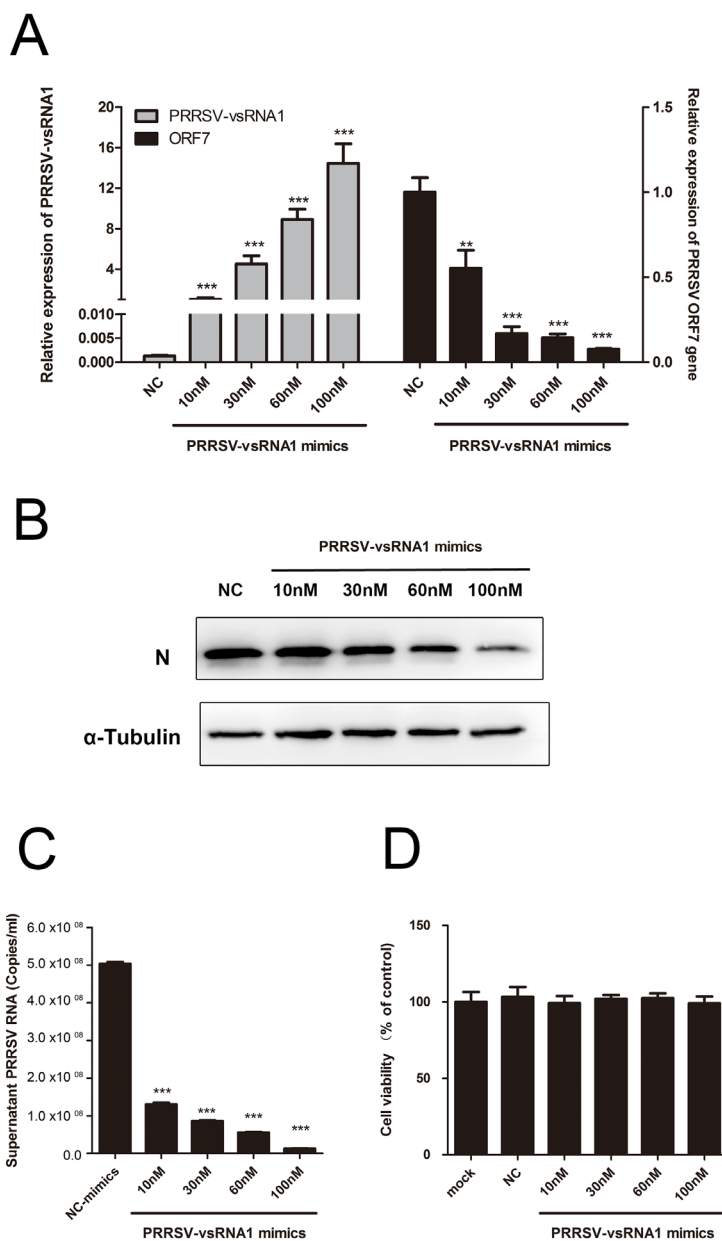 A
Relative expression of PRRSV-vsRNA1
20
16
12
8
4
0.010
0.005
0.000
PRRSV-vsRNA1
ORF7
***
***
***
***
**
***
***
***
1.5
1.0
0.5
0.0
Relative expression of PRRSV ORF7 gene
NC
10nM
30nM
60nM
100nM
NC
10nM
30nM
60nM
100nM
PRRSV-vsRNA1 mimics
PRRSV-vsRNA1 mimics
B
PRRSV-vsRNA1 mimics
NC 10nM 30nM 60nM 100nM
N
α-Tubulin
C
Supernatant PRRSV RNA (Copies/ml)
6.0 x10 08
5.0 x10 08
4.0 x10 08
3.0 x10 08
2.0 x10 08
1.0 x10 08
0.0
***
***
***
***
NC-mimics
10nM
30nM
60nM
100nM
PRRSV-vsRNA1 mimics
D
Cell viability (% of control)
150
100
50
0
mock
NC
10nM
30nM
60nM
100nM
PRRSV-vsRNA1 mimics